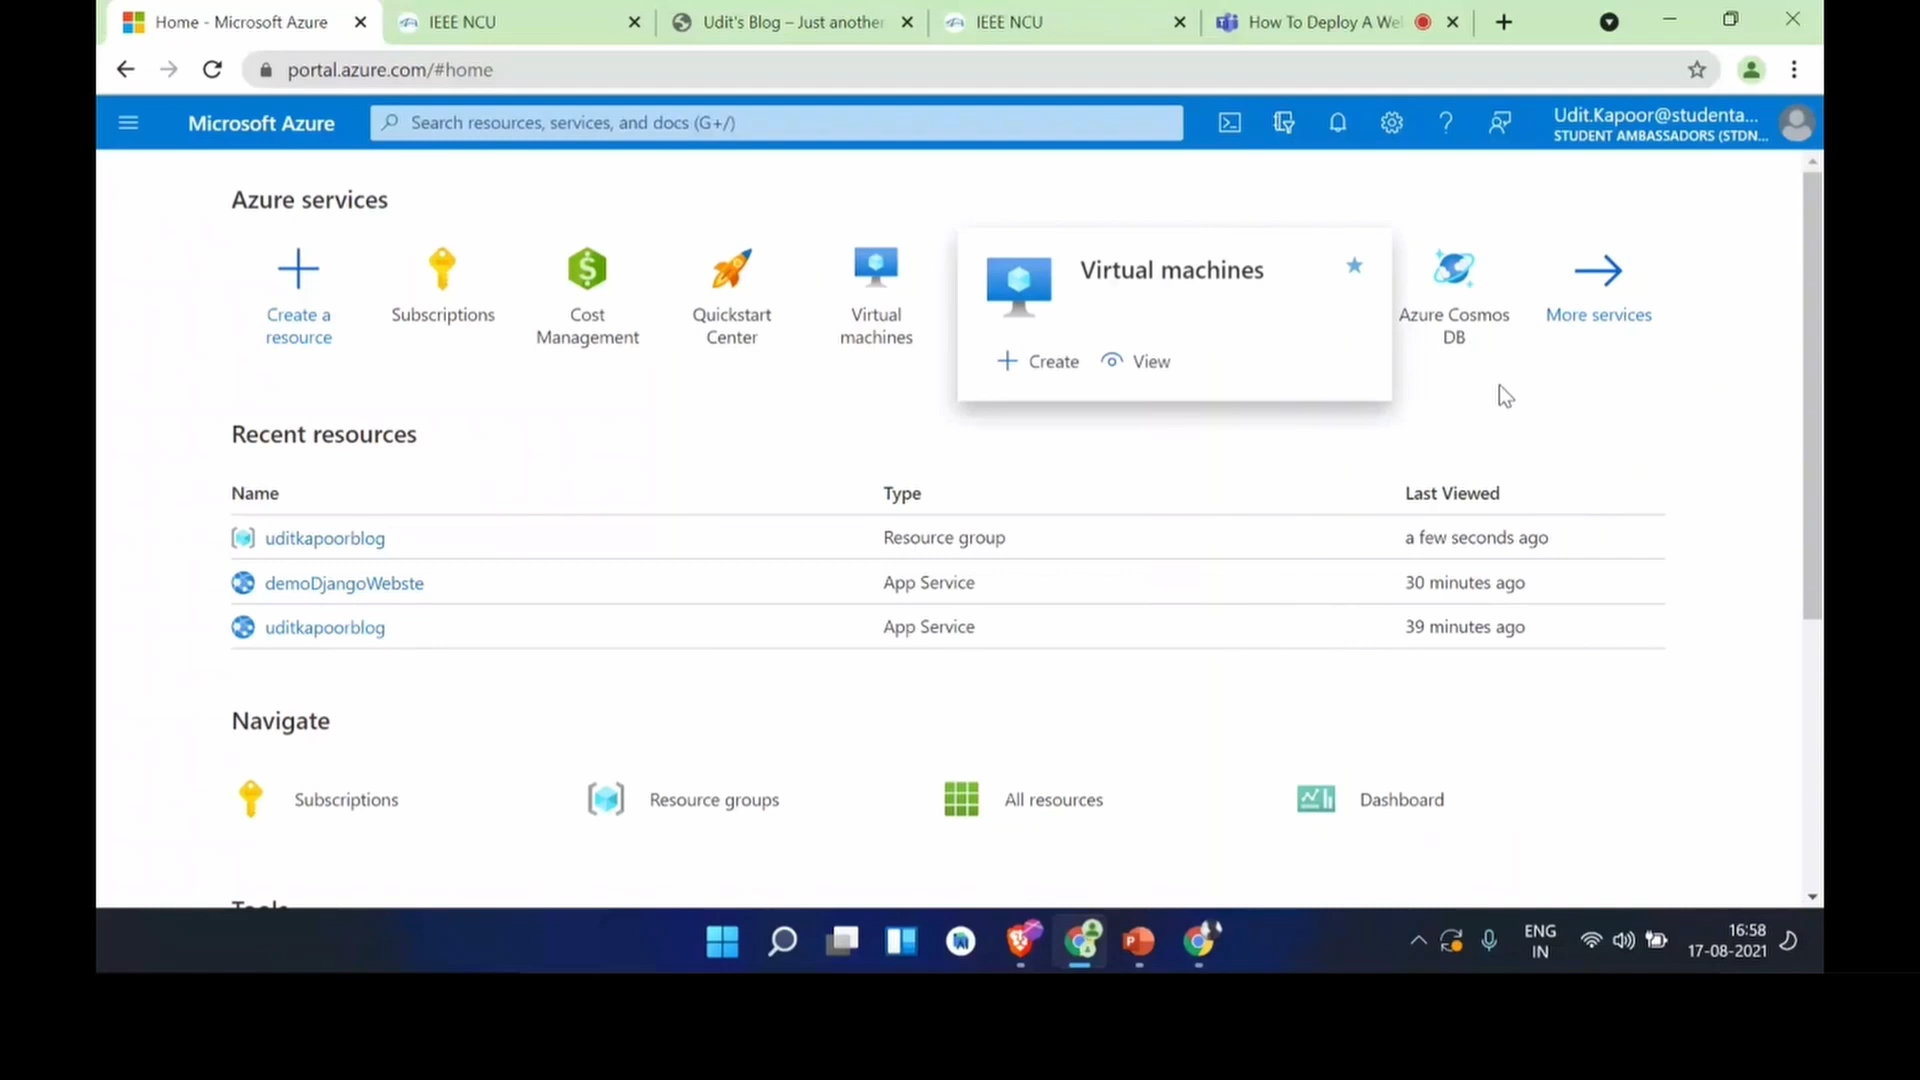 Home - Microsoft Azure
IEEE NCU
Udit's Blog – Just another
IEEE NCU
How To Deploy A We
portal.azure.com/#home
Microsoft Azure
Search resources, services, and docs (G+/)
Udit.Kapoor@studenta...
STUDENT AMBASSADORS (STDN...
Azure services
Create a
resource
Subscriptions
Cost
Management
Quickstart
Center
Virtual
machines
Virtual machines
Create
View
Azure Cosmos
DB
More services
Recent resources
Name Type Last Viewed
uditkapoorblog Resource group a few seconds ago
demoDjangoWebste App Service 30 minutes ago
uditkapoorblog App Service 39 minutes ago
Navigate
Subscriptions
Resource groups
All resources
Dashboard
Tools
ENG
IN
16:58
17-08-2021